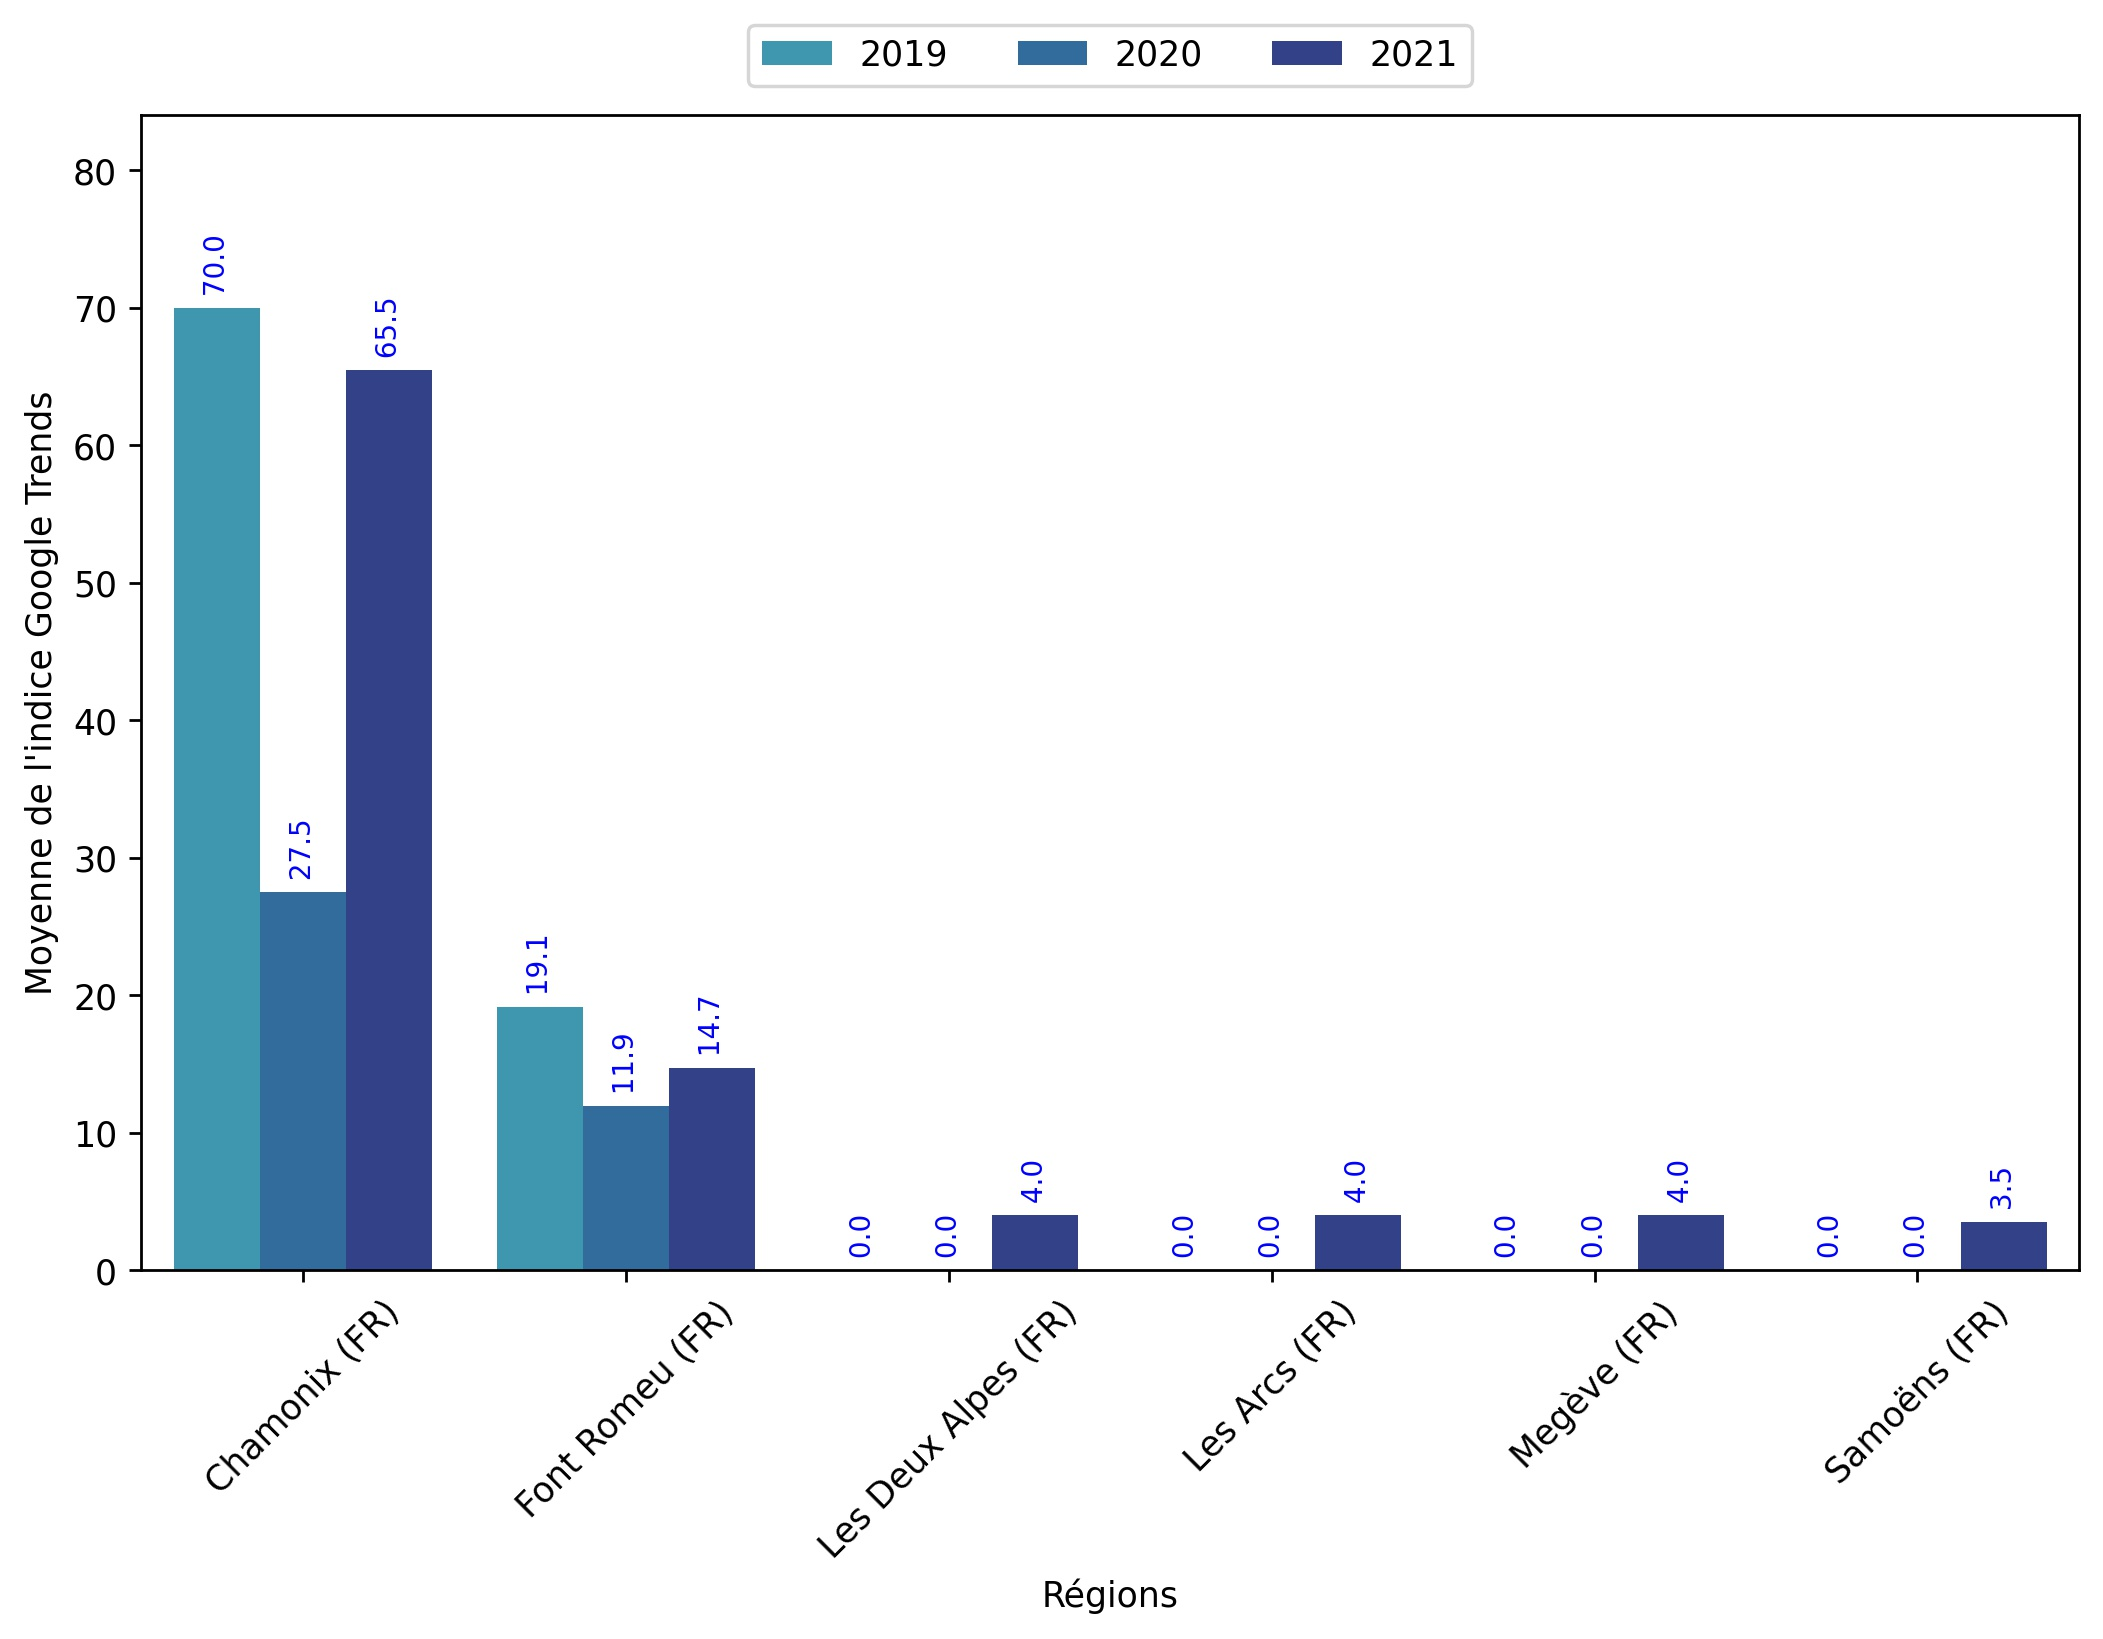 2019 2020 2021
Moyenne de l'indice Google Trends
80
70
60
50
40
30
20
10
0
70.0 27.5 65.5
19.1 11.9 14.7
0.0 0.0 4.0
0.0 0.0 4.0
0.0 0.0 4.0
0.0 0.0 3.5
Chamonix (FR)
Font Romeu (FR)
Les Deux Alpes (FR)
Les Arcs (FR)
Megève (FR)
Samoëns (FR)
Régions